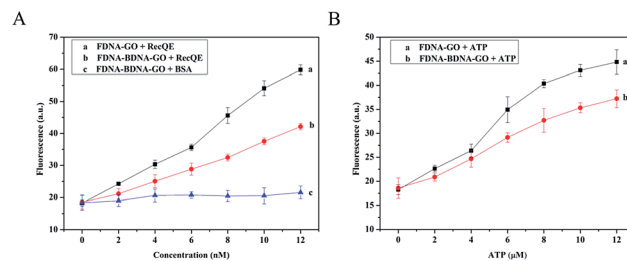 A
B
a FDNA-GO + RecQE
b FDNA-BDNA-GO + RecQE
c FDNA-BDNA-GO + BSA
a FDNA-GO + ATP
b FDNA-BDNA-GO + ATP
Fluorescence (a.u.)
70
60
50
40
30
20
10
a
b
c
0 2 4 6 8 10 12
Concentration (nM)
Fluorescence (a.u.)
50
45
40
35
30
25
20
15
10
a
b
0 2 4 6 8 10 12
ATP (μM)